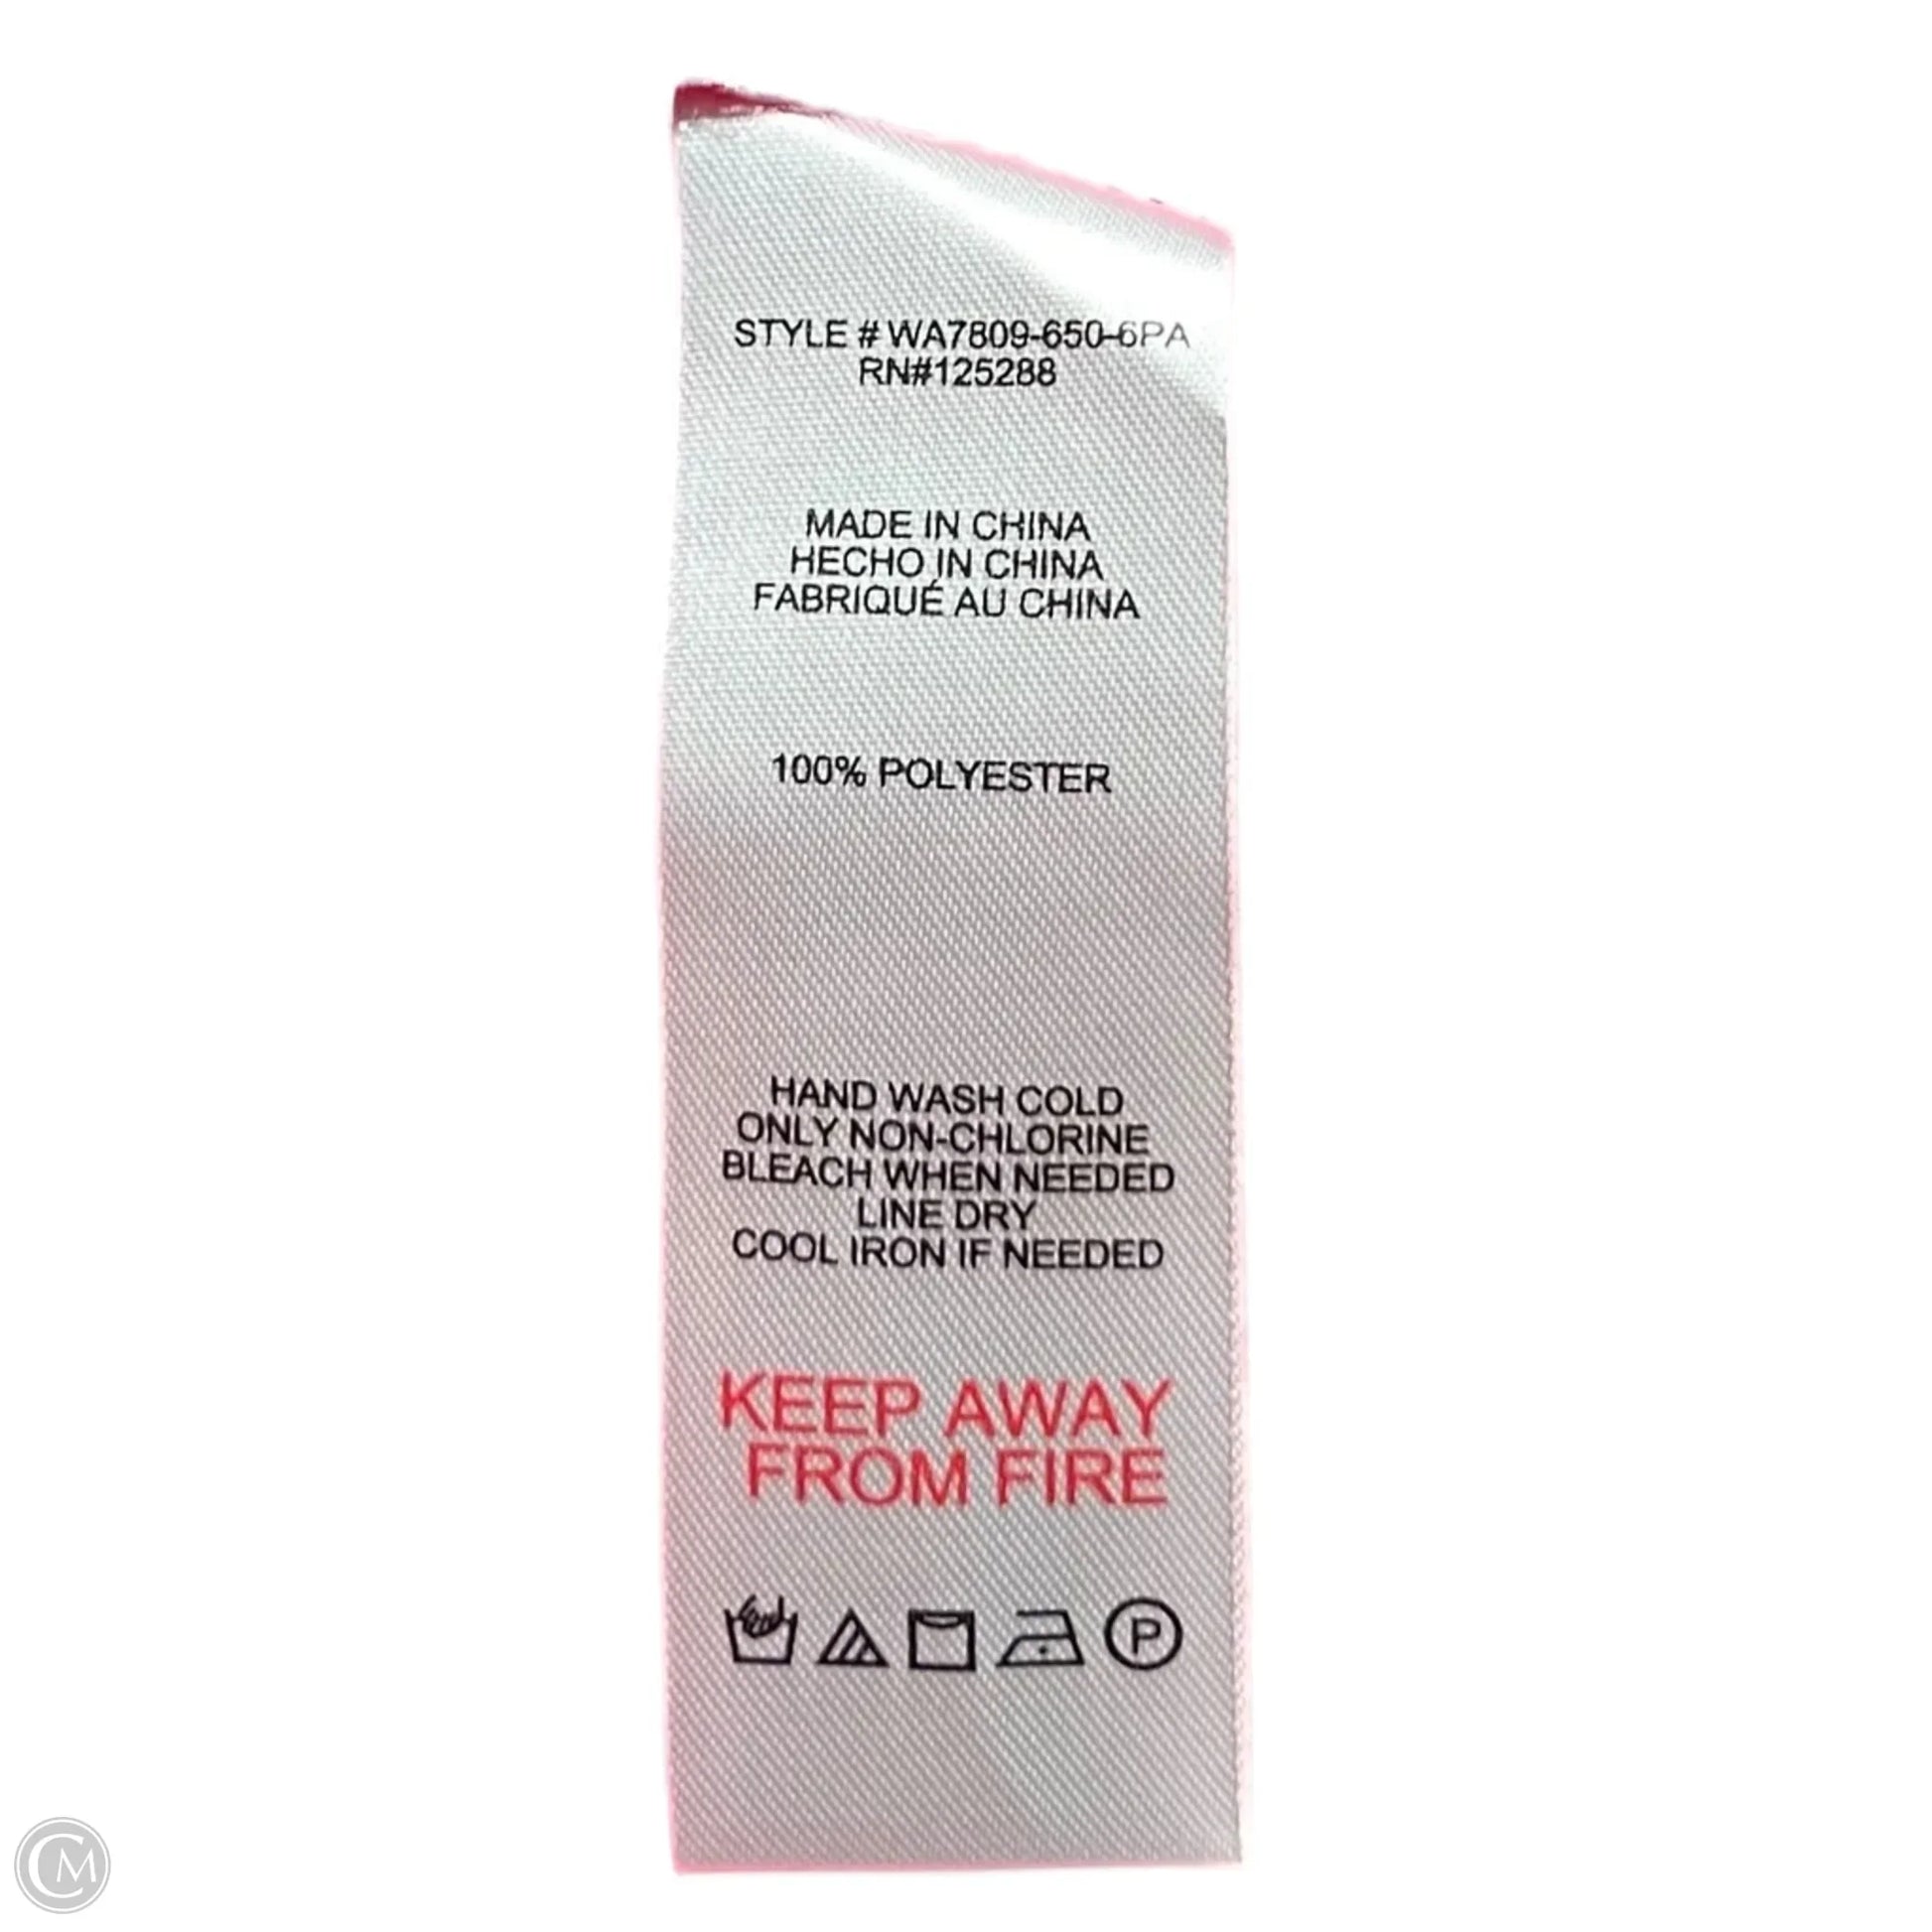 STYLE # WA7809-650-6PA
RN#125288
MADE IN CHINA
HECHO IN CHINA
FABRIQUÉ AU CHINA
100% POLYESTER
HAND WASH COLD
ONLY NON-CHLORINE
BLEACH WHEN NEEDED
LINE DRY
COOL IRON IF NEEDED
KEEP AWAY
FROM FIRE
P
CM